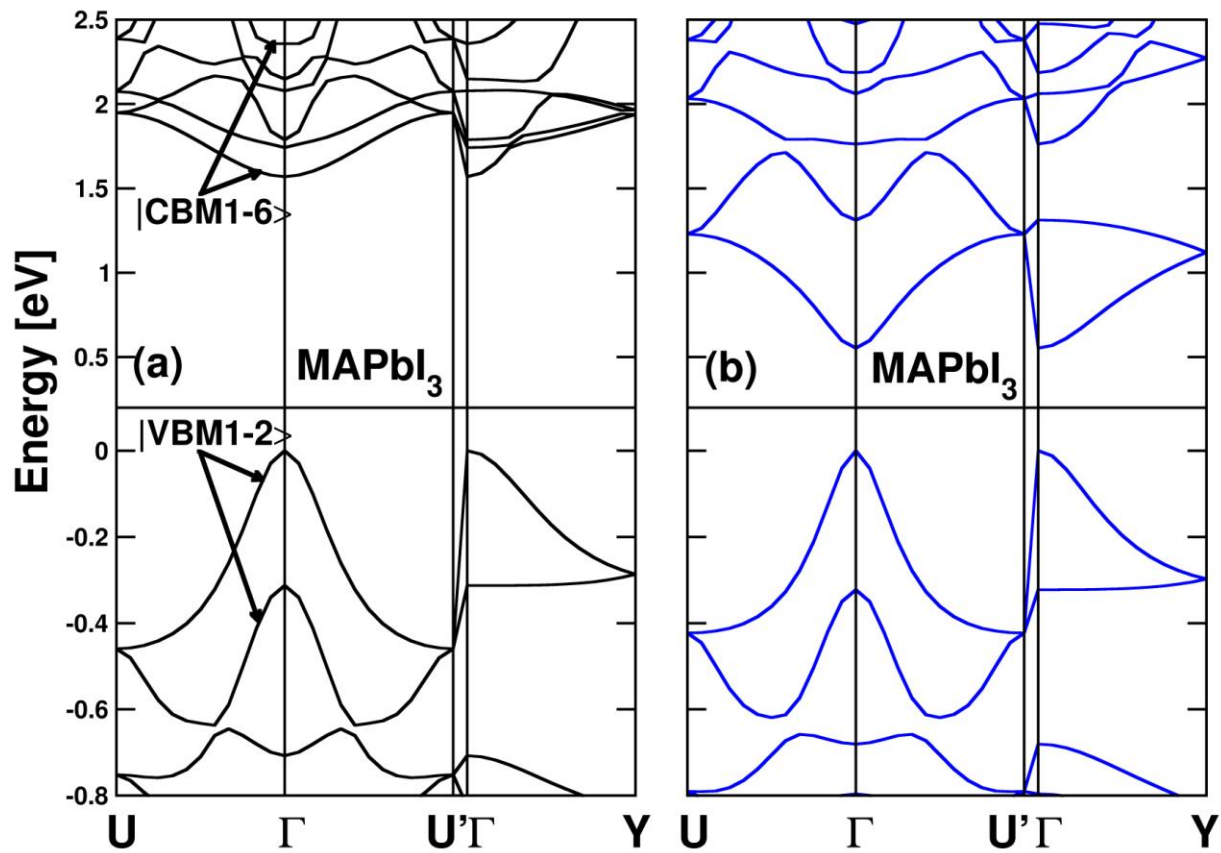 Energy [eV]
2.5
2
1.5
1
0.5
0
-0.2
-0.4
-0.6
-0.8
|CBM1-6>
(a) MAPbI3
|VBM1-2>
U Γ U' Γ Y
(b) MAPbI3
U Γ U' Γ Y